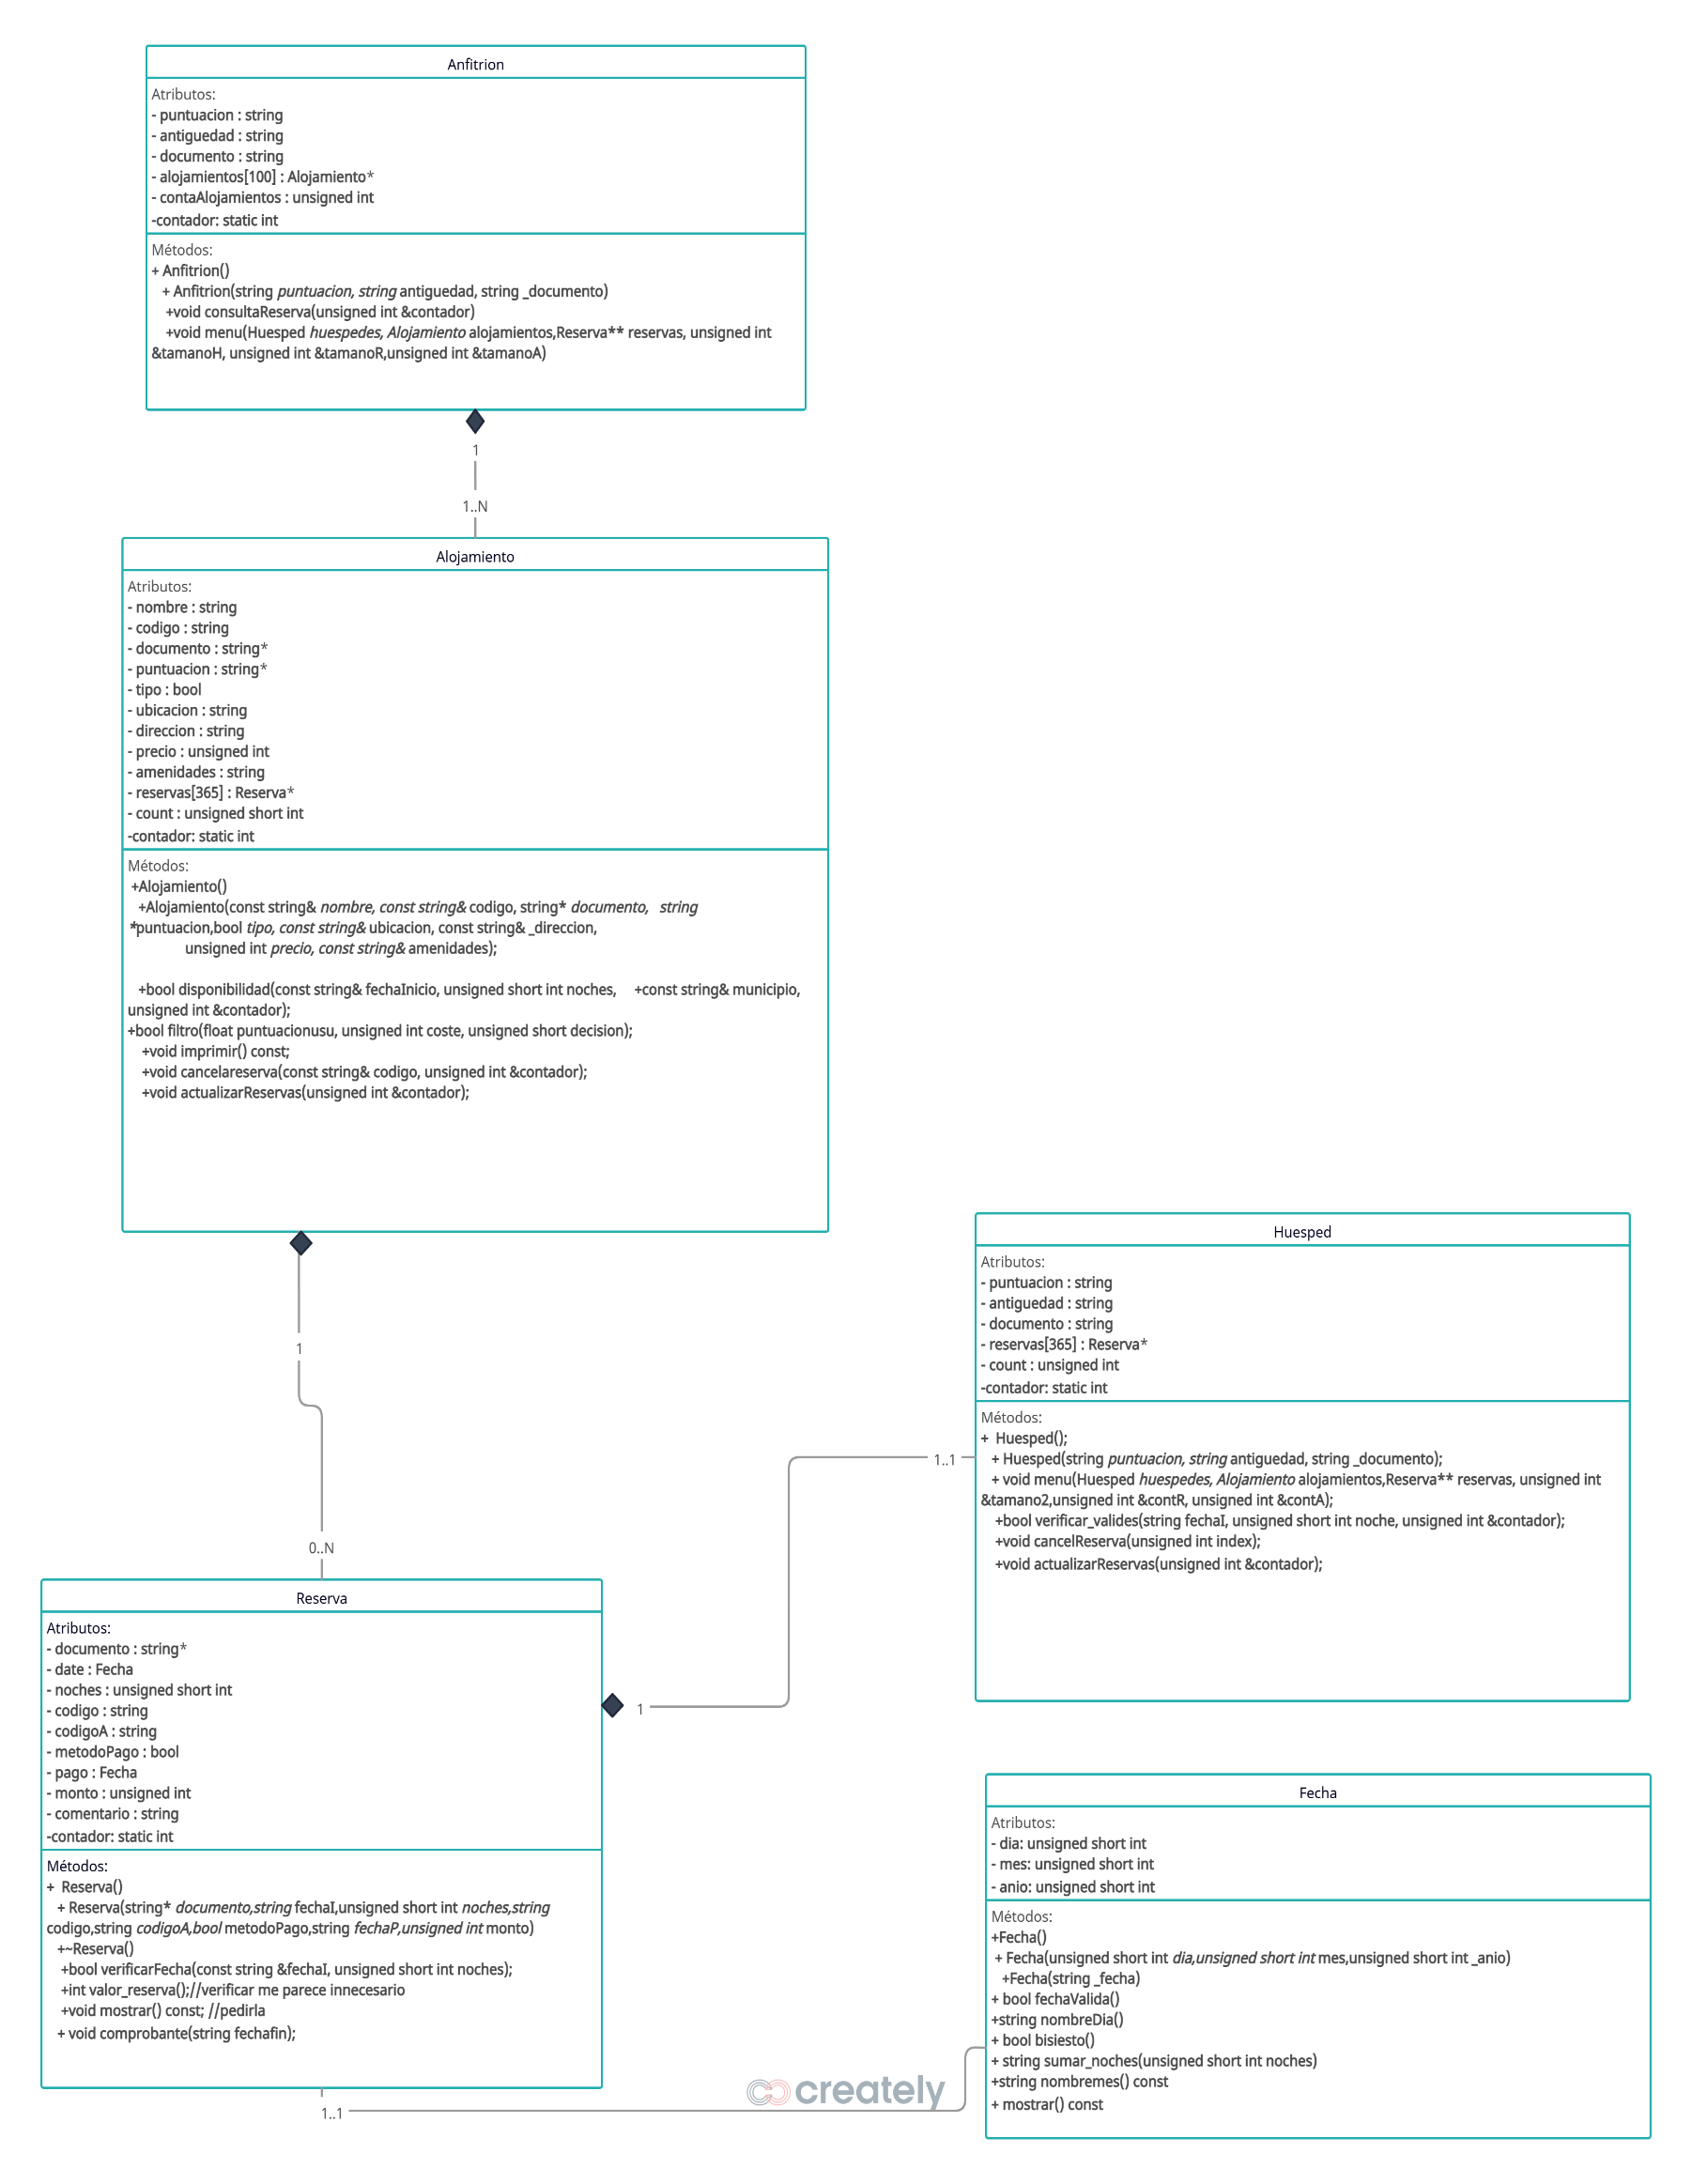 Anfitrion
Atributos:
- puntuacion : string
- antiguedad : string
- documento : string
- alojamientos[100] : Alojamiento*
- contaAlojamientos : unsigned int
-contador: static int
Métodos:
+ Anfitrion()
+ Anfitrion(string puntuacion, string antiguedad, string _documento)
+void consultaReserva(unsigned int &contador)
+void menu(Huesped huespedes, Alojamiento alojamientos,Reserva** reservas, unsigned int
&tamanoH, unsigned int &tamanoR,unsigned int &tamanoA)
1
1..N
Alojamiento
Atributos:
- nombre : string
- codigo : string
- documento : string*
- puntuacion : string*
- tipo : bool
- ubicacion : string
- direccion : string
- precio : unsigned int
- amenidades : string
- reservas[365] : Reserva*
- count : unsigned short int
-contador: static int
Métodos:
+Alojamiento()
+Alojamiento(const string& nombre, const string& codigo, string* documento, string
*puntuacion,bool tipo, const string& ubicacion, const string& _direccion,
unsigned int precio, const string& amenidades);
+bool disponibilidad(const string& fechaInicio, unsigned short int noches, +const string& municipio,
unsigned int &contador);
+bool filtro(float puntuacionusu, unsigned int coste, unsigned short decision);
+void imprimir() const;
+void cancelareserva(const string& codigo, unsigned int &contador);
+void actualizarReservas(unsigned int &contador);
1
0..N
Huesped
Atributos:
- puntuacion : string
- antiguedad : string
- documento : string
- reservas[365] : Reserva*
- count : unsigned int
-contador: static int
Métodos:
+ Huesped();
+ Huesped(string puntuacion, string antiguedad, string _documento);
+ void menu(Huesped huespedes, Alojamiento alojamientos,Reserva** reservas, unsigned int
&tamano2,unsigned int &contR, unsigned int &contA);
+bool verificar_valides(string fechaI, unsigned short int noche, unsigned int &contador);
+void cancelReserva(unsigned int index);
+void actualizarReservas(unsigned int &contador);
1..1
1
Reserva
Atributos:
- documento : string*
- date : Fecha
- noches : unsigned short int
- codigo : string
- codigoA : string
- metodoPago : bool
- pago : Fecha
- monto : unsigned int
- comentario : string
-contador: static int
Métodos:
+ Reserva()
+ Reserva(string* documento,string fechaI,unsigned short int noches,string
codigo,string codigoA,bool metodoPago,string fechaP,unsigned int monto)
+~Reserva()
+bool verificarFecha(const string &fechaI, unsigned short int noches);
+int valor_reserva();//verificar me parece innecesario
+void mostrar() const; //pedirla
+ void comprobante(string fechafin);
1..1
Fecha
Atributos:
- dia: unsigned short int
- mes: unsigned short int
- anio: unsigned short int
Métodos:
+Fecha()
+ Fecha(unsigned short int dia,unsigned short int mes,unsigned short int _anio)
+Fecha(string _fecha)
+ bool fechaValida()
+string nombreDia()
+ bool bisiesto()
+ string sumar_noches(unsigned short int noches)
+string nombremes() const
+ mostrar() const
creately